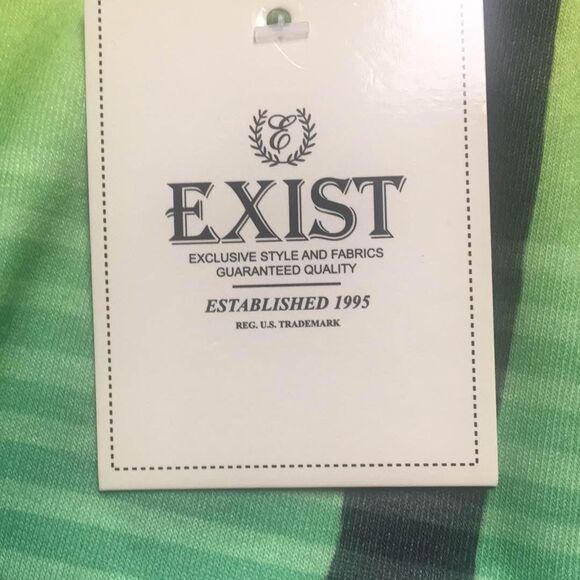 E
EXIST
EXCLUSIVE STYLE AND FABRICS
GUARANTEED QUALITY
ESTABLISHED 1995
REG. U.S. TRADEMARK